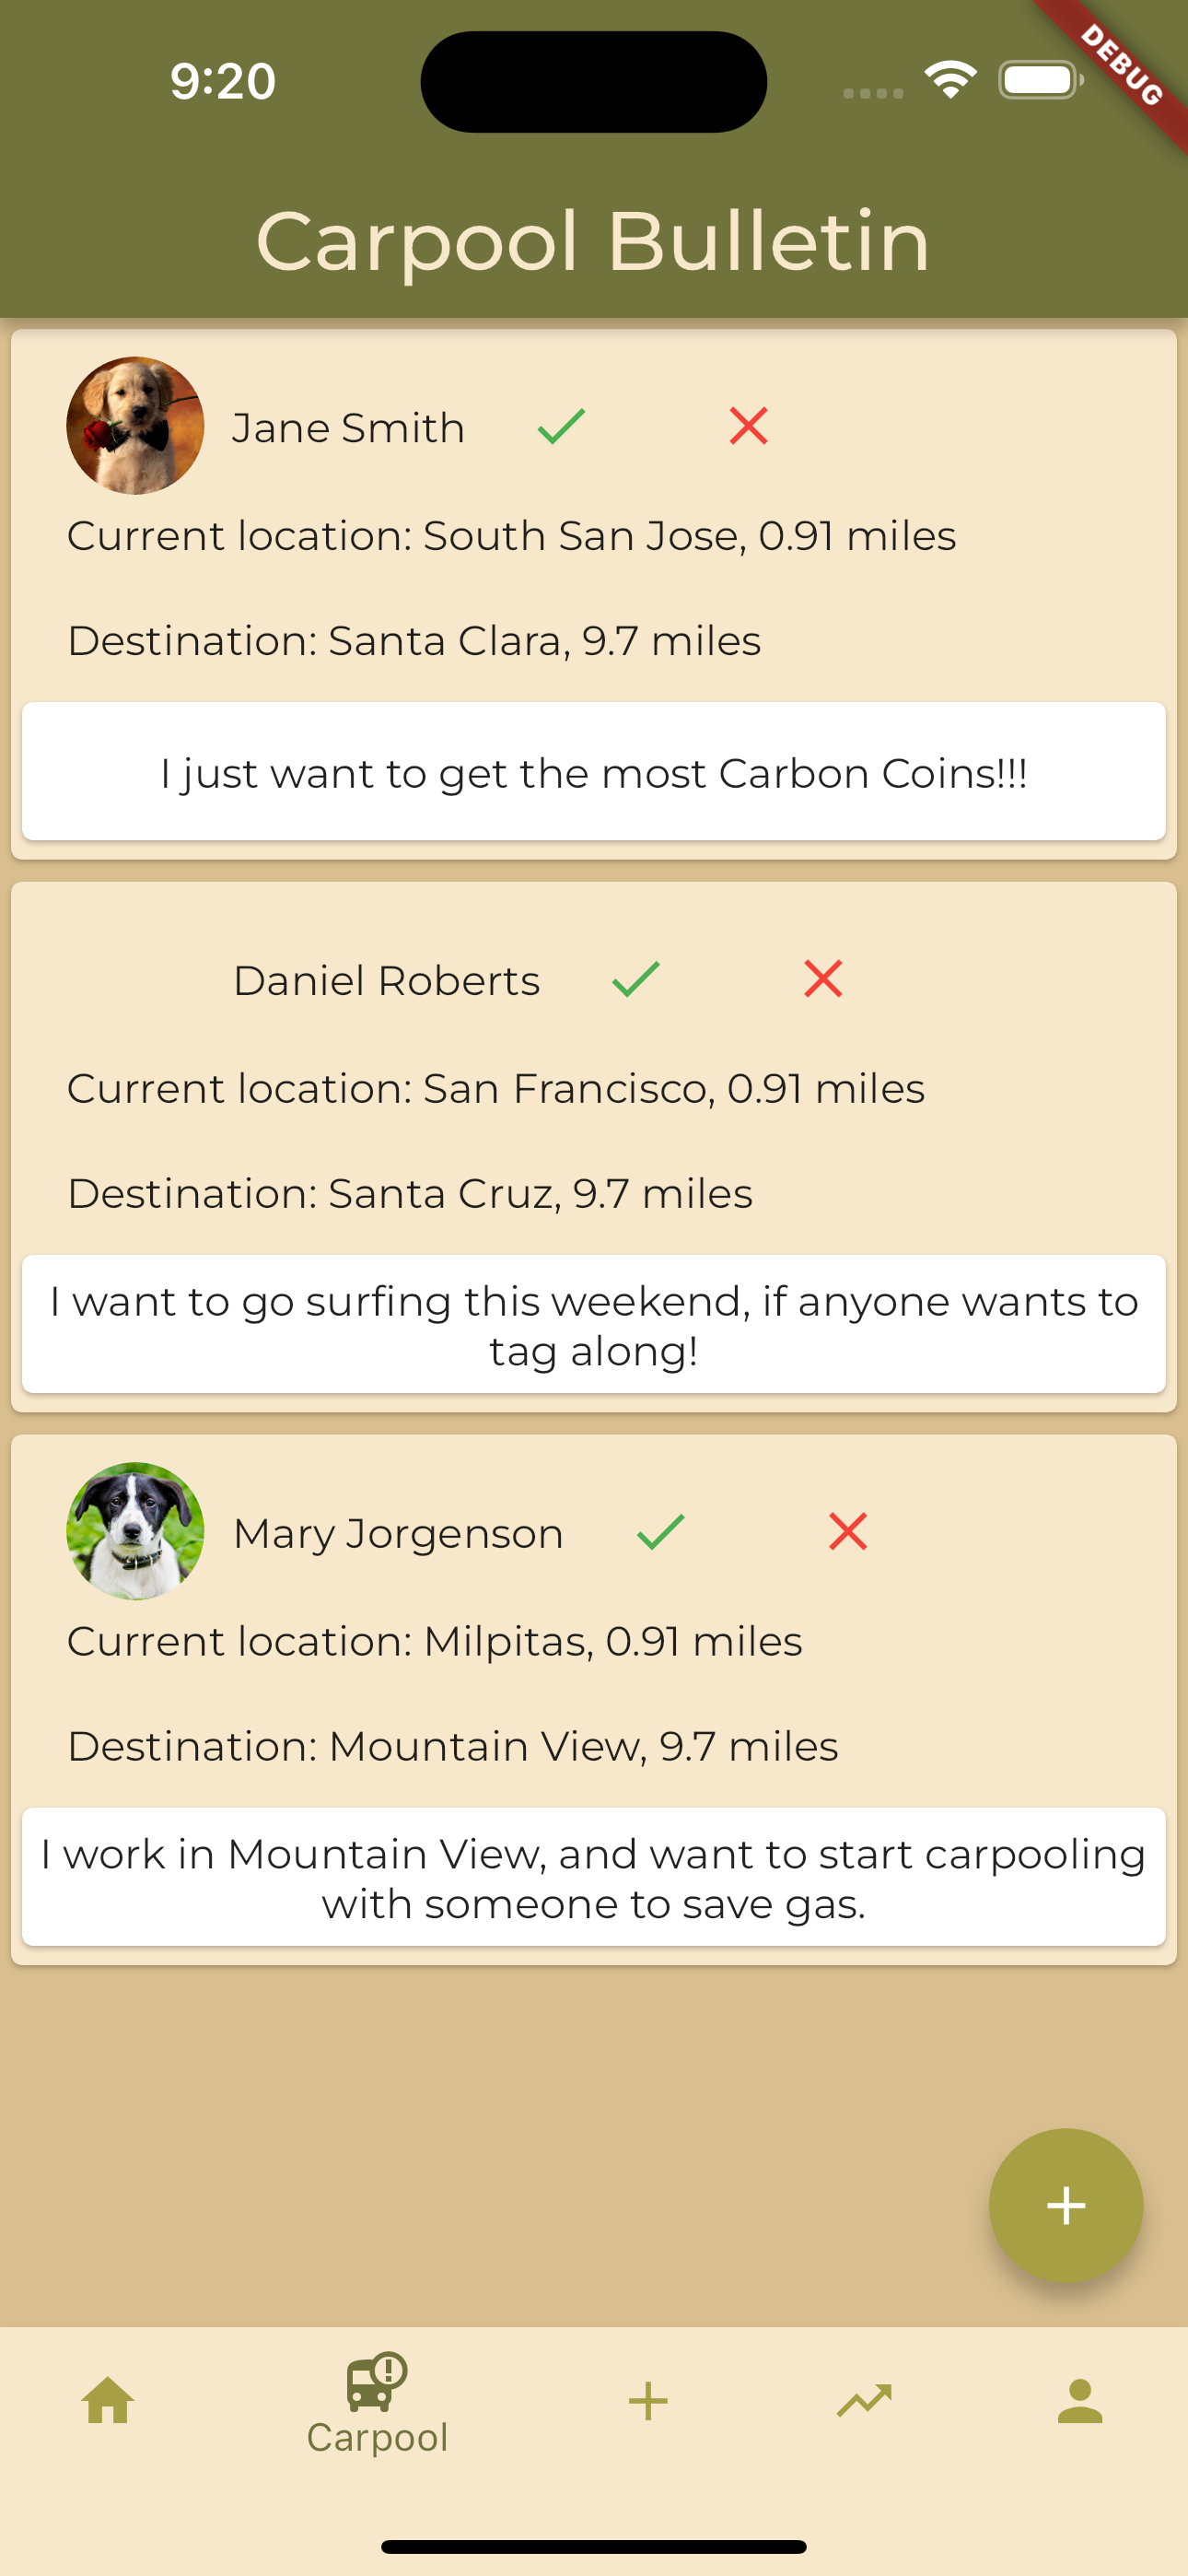 9:20
DEBUG
Carpool Bulletin
Jane Smith
Current location: South San Jose, 0.91 miles
Destination: Santa Clara, 9.7 miles
I just want to get the most Carbon Coins!!!
Daniel Roberts
Current location: San Francisco, 0.91 miles
Destination: Santa Cruz, 9.7 miles
I want to go surfing this weekend, if anyone wants to
tag along!
Mary Jorgenson
Current location: Milpitas, 0.91 miles
Destination: Mountain View, 9.7 miles
I work in Mountain View, and want to start carpooling
with someone to save gas.
Carpool